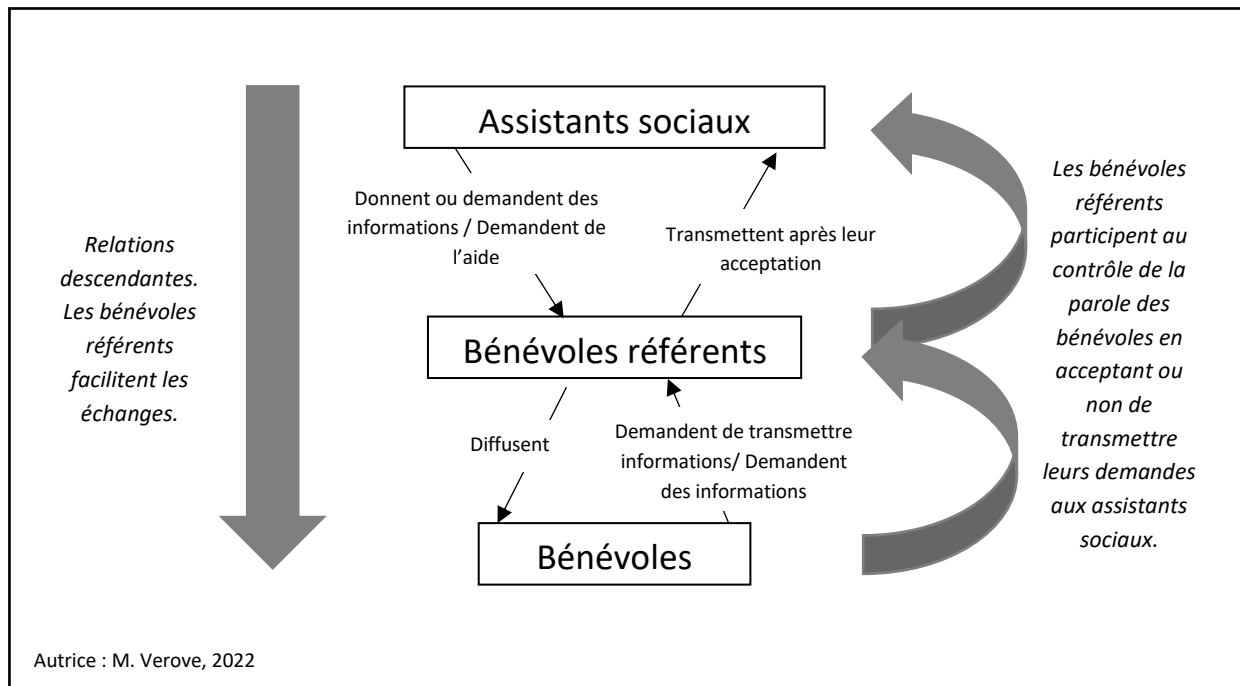 Assistants sociaux
Donnent ou demandent des
informations / Demandent de
l’aide
Transmettent après leur
acceptation
Relations
descendantes.
Les bénévoles
référents
facilitent les
échanges.
Les bénévoles
référents
participent au
contrôle de la
parole des
bénévoles en
acceptant ou
non de
transmettre
leurs demandes
aux assistants
sociaux.
Bénévoles référents
Diffusent
Demandent de transmettre
informations/ Demandent
des informations
Bénévoles
Autrice : M. Verove, 2022